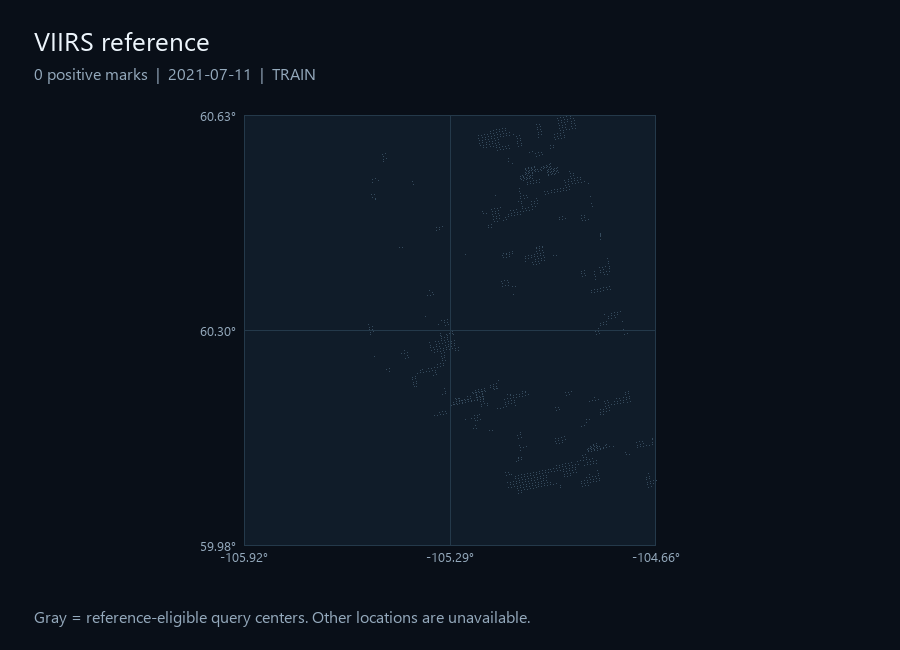 VIIRS reference
0 positive marks | 2021-07-11 | TRAIN
60.63°
60.30°
59.98°
-105.92° -105.29° -104.66°
Gray = reference-eligible query centers. Other locations are unavailable.